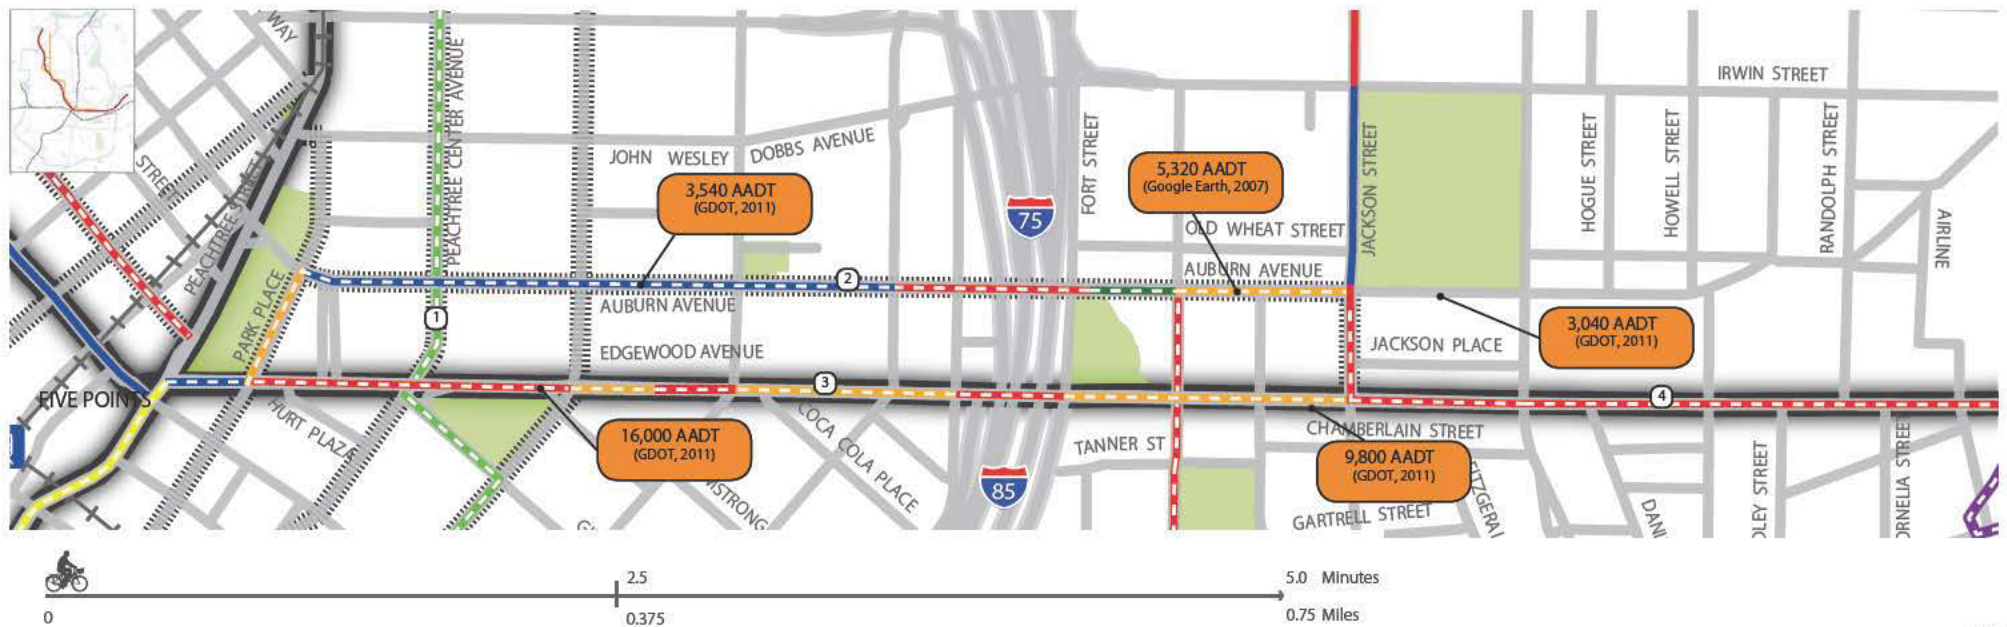 WAY
IRWIN STREET
PEACHTREE CENTER AVENUE
JOHN WESLEY DOBBS AVENUE
FORT STREET
JACKSON STREET
HOGUE STREET
HOWELL STREET
RANDOLPH STREET
AIRLINE
STREET
PEACHTREE STREET
3,540 AADT
(GDOT, 2011)
5,320 AADT
(Google Earth, 2007)
75
OLD WHEAT STREET
AUBURN AVENUE
2
PARK PLACE
1
AUBURN AVENUE
3,040 AADT
(GDOT, 2011)
EDGEWOOD AVENUE
JACKSON PLACE
3
4
FIVE POINTS
HURT PLAZA
COCA COLA PLACE
16,000 AADT
(GDOT, 2011)
TANNER ST
CHAMBERLAIN STREET
9,800 AADT
(GDOT, 2011)
85
GARTRELL STREET
2.5
5.0 Minutes
0
0.375
0.75 Miles